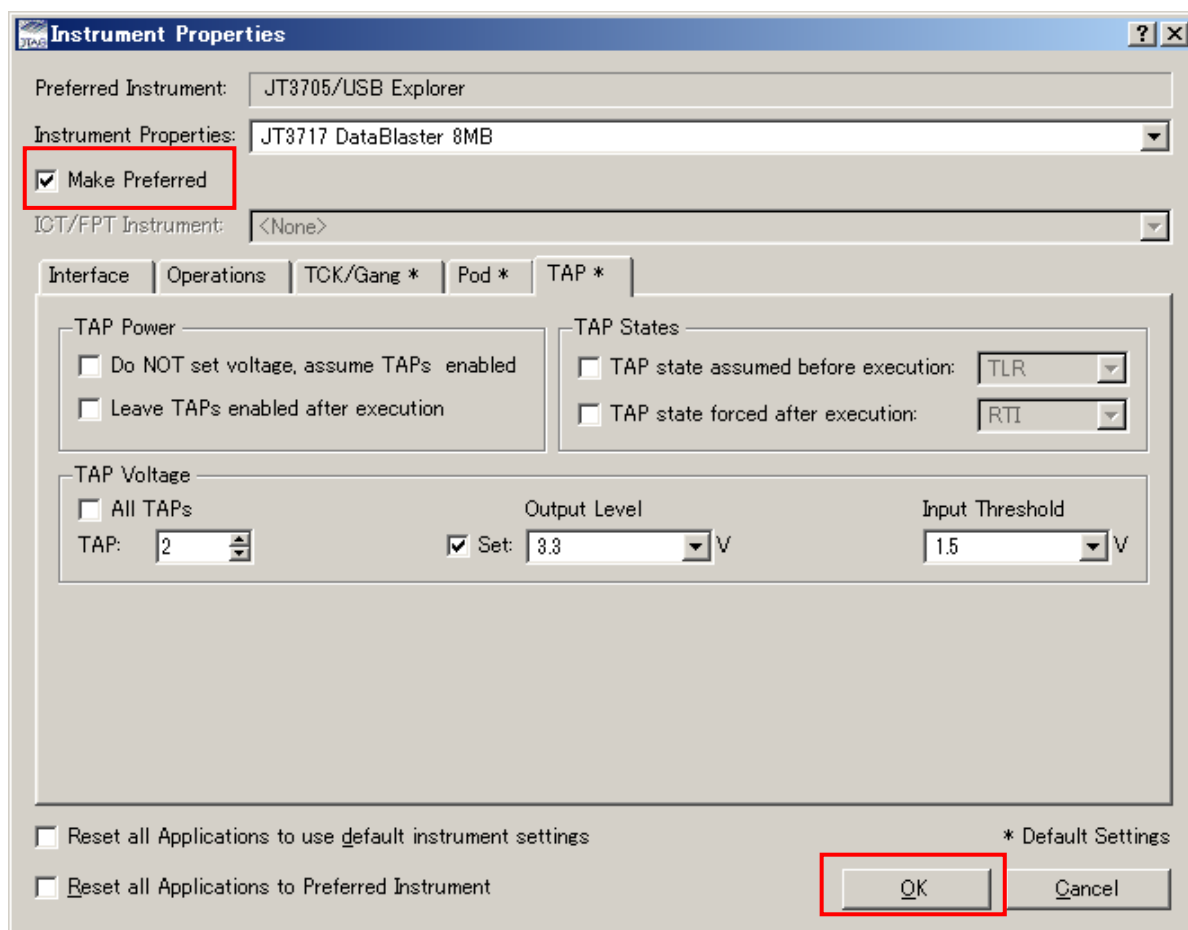 JTAG Instrument Properties
Preferred Instrument: JT3705/USB Explorer
Instrument Properties: JT3717 DataBlaster 8MB
Make Preferred
ICT/FPT Instrument: <None>
Interface Operations TCK/Gang * Pod * TAP *
TAP Power TAP States
Do NOT set voltage, assume TAPs enabled TAP state assumed before execution: TLR
Leave TAPs enabled after execution TAP state forced after execution: RTI
TAP Voltage
All TAPs Output Level Input Threshold
TAP: 2 Set: 3.3 V 1.5 V
Reset all Applications to use default instrument settings * Default Settings
Reset all Applications to Preferred Instrument OK Cancel